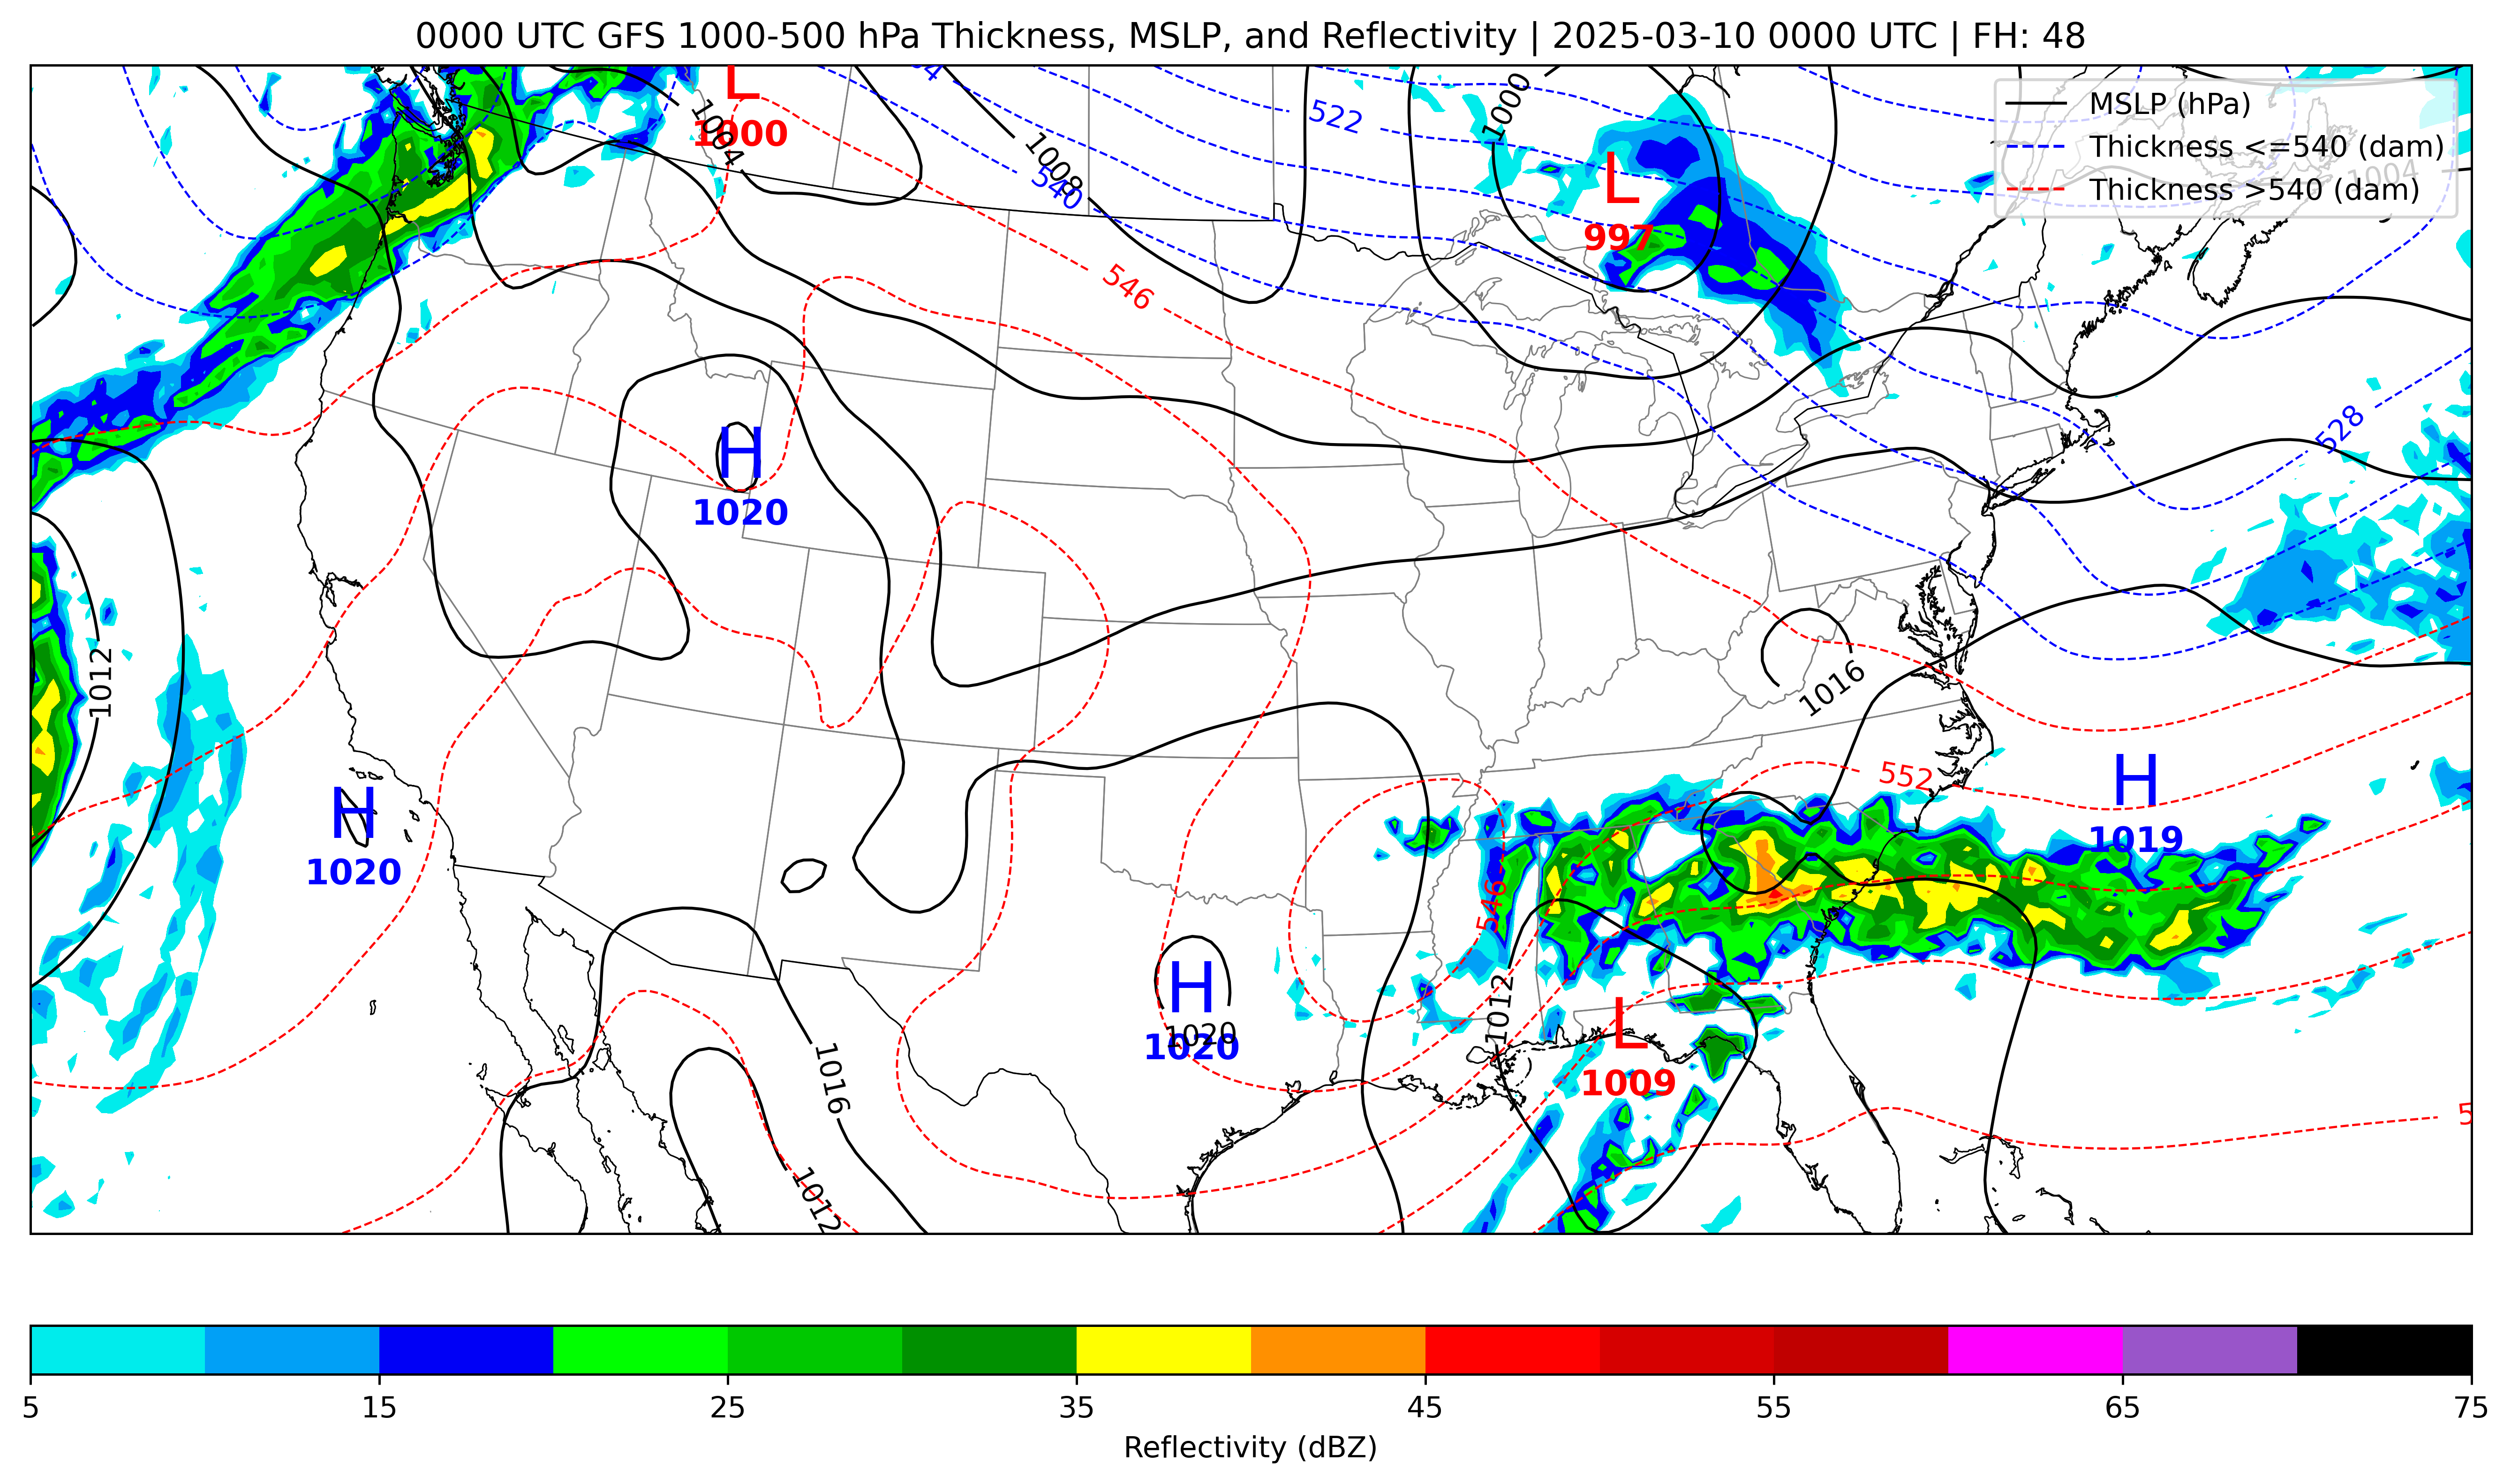 0000 UTC GFS 1000-500 hPa Thickness, MSLP, and Reflectivity | 2025-03-10 0000 UTC | FH: 48
MSLP (hPa)
Thickness <=540 (dam)
Thickness >540 (dam)
L
1000
1004
1008
540
522
1000
L
997
1004
546
528
H
1020
1012
1016
552
H
1019
H
1020
546
1012
H
1020
1020
L
1009
1016
1012
5
5
15
25
35
45
55
65
75
Reflectivity (dBZ)